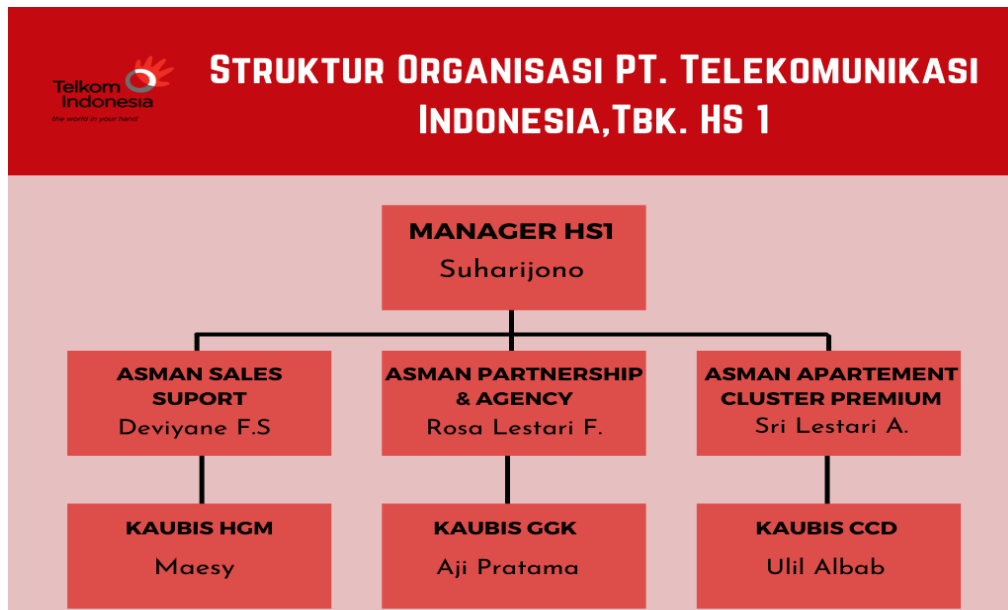 Telkom
Indonesia
the world in your hand
STRUKTUR ORGANISASI PT. TELEKOMUNIKASI
INDONESIA,TBK. HS 1
MANAGER HS1
Suharijono
ASMAN SALES
SUPORT
Deviyane F.S
ASMAN PARTNERSHIP
& AGENCY
Rosa Lestari F.
ASMAN APARTEMENT
CLUSTER PREMIUM
Sri Lestari A.
KAUBIS HGM
Maesy
KAUBIS GGK
Aji Pratama
KAUBIS CCD
Ulil Albab